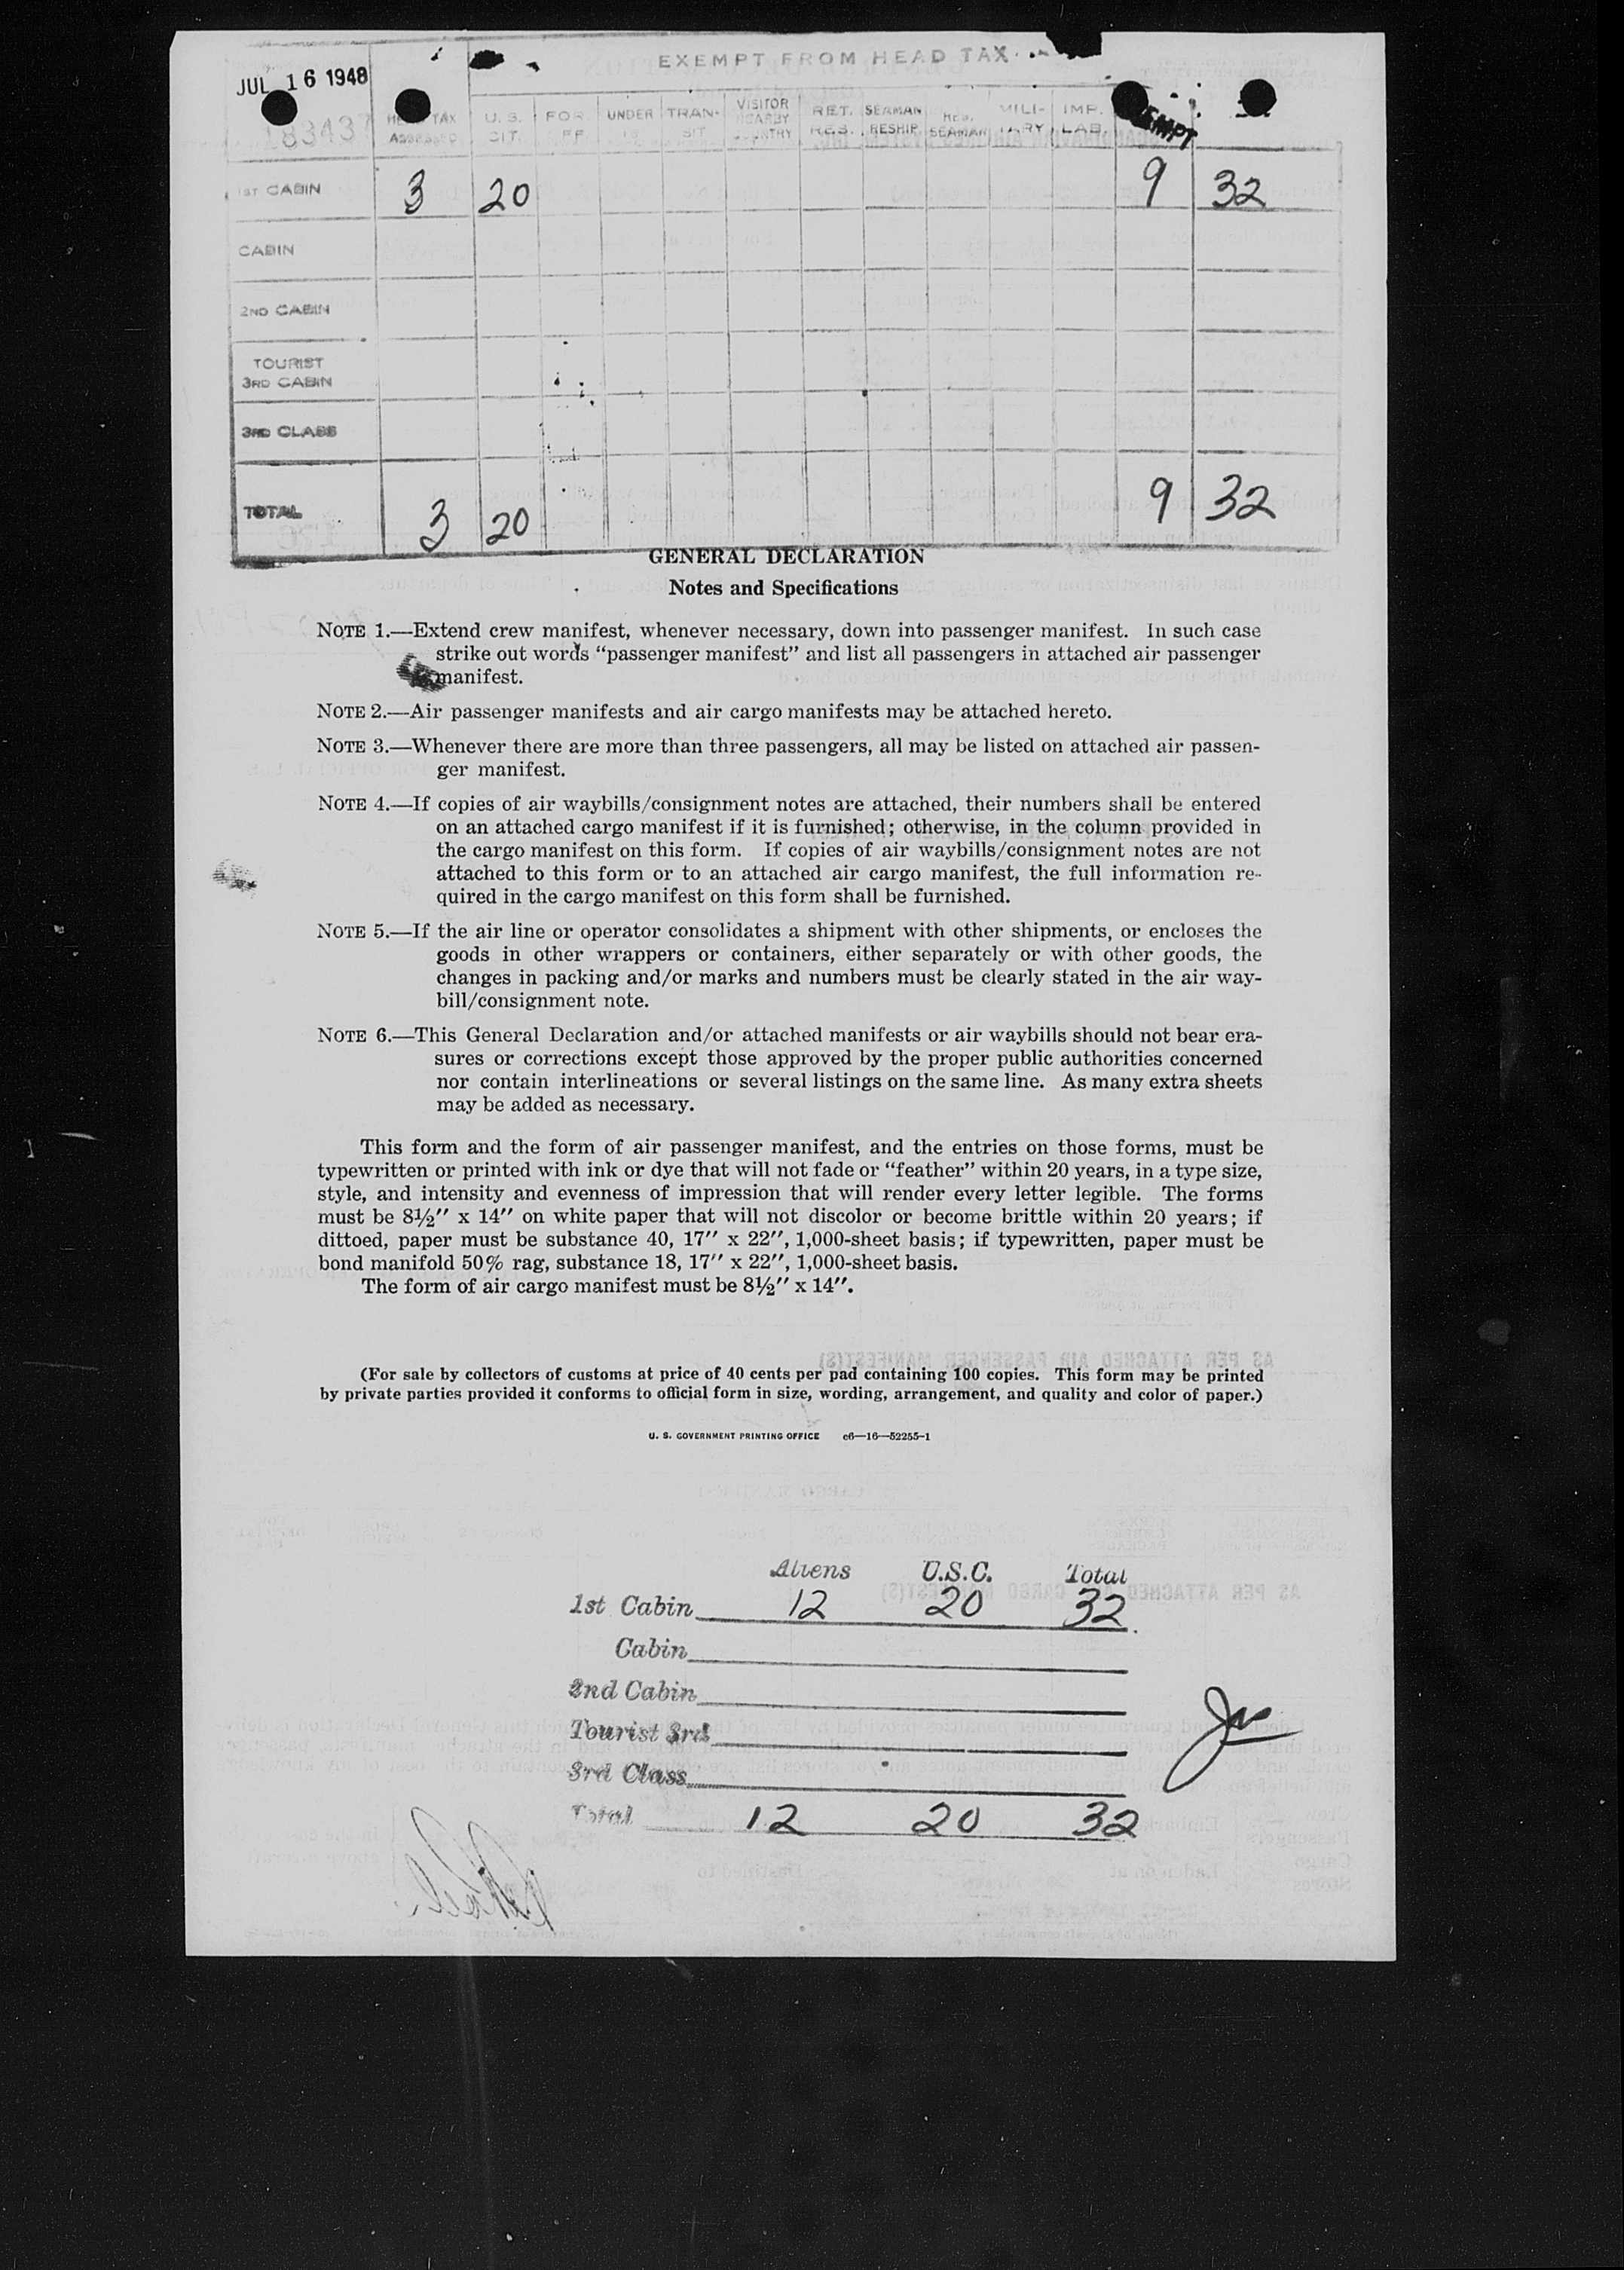 EXEMPT FROM HEAD TAX
JUL 16 1948
18343
HEAD TAX ASSESSED U. S. CIT. FOR. UNDER 16 TRAN- SIT VISITOR NEARBY COUNTRY RET. RES. SEAMAN RESHIP. SEAMAN MILI- TARY IMP. LAB. EXEMPT
1ST CABIN 3 20 9 32
CABIN
2ND CABIN
TOURIST
3RD CABIN
3RD CLASS
TOTAL 3 20 9 32
GENERAL DECLARATION
Notes and Specifications
NOTE 1.—Extend crew manifest, whenever necessary, down into passenger manifest. In such case
strike out words “passenger manifest” and list all passengers in attached air passenger
manifest.
NOTE 2.—Air passenger manifests and air cargo manifests may be attached hereto.
NOTE 3.—Whenever there are more than three passengers, all may be listed on attached air passen-
ger manifest.
NOTE 4.—If copies of air waybills/consignment notes are attached, their numbers shall be entered
on an attached cargo manifest if it is furnished; otherwise, in the column provided in
the cargo manifest on this form. If copies of air waybills/consignment notes are not
attached to this form or to an attached air cargo manifest, the full information re-
quired in the cargo manifest on this form shall be furnished.
NOTE 5.—If the air line or operator consolidates a shipment with other shipments, or encloses the
goods in other wrappers or containers, either separately or with other goods, the
changes in packing and/or marks and numbers must be clearly stated in the air way-
bill/consignment note.
NOTE 6.—This General Declaration and/or attached manifests or air waybills should not bear era-
sures or corrections except those approved by the proper public authorities concerned
nor contain interlineations or several listings on the same line. As many extra sheets
may be added as necessary.
This form and the form of air passenger manifest, and the entries on those forms, must be
typewritten or printed with ink or dye that will not fade or “feather” within 20 years, in a type size,
style, and intensity and evenness of impression that will render every letter legible. The forms
must be 8½″ x 14″ on white paper that will not discolor or become brittle within 20 years; if
dittoed, paper must be substance 40, 17″ x 22″, 1,000-sheet basis; if typewritten, paper must be
bond manifold 50% rag, substance 18, 17″ x 22″, 1,000-sheet basis.
The form of air cargo manifest must be 8½″ x 14″.
AS PER ATTACHED AIR PASSENGER MANIFEST(S)
(For sale by collectors of customs at price of 40 cents per pad containing 100 copies. This form may be printed
by private parties provided it conforms to official form in size, wording, arrangement, and quality and color of paper.)
U. S. GOVERNMENT PRINTING OFFICE c6—16—52255-1
Aliens U.S.C. Total
AS PER ATTACHED AIR CARGO MANIFEST(S)
1st Cabin 12 20 32
Cabin
2nd Cabin
Tourist 3rd
3rd Class
Total 12 20 32